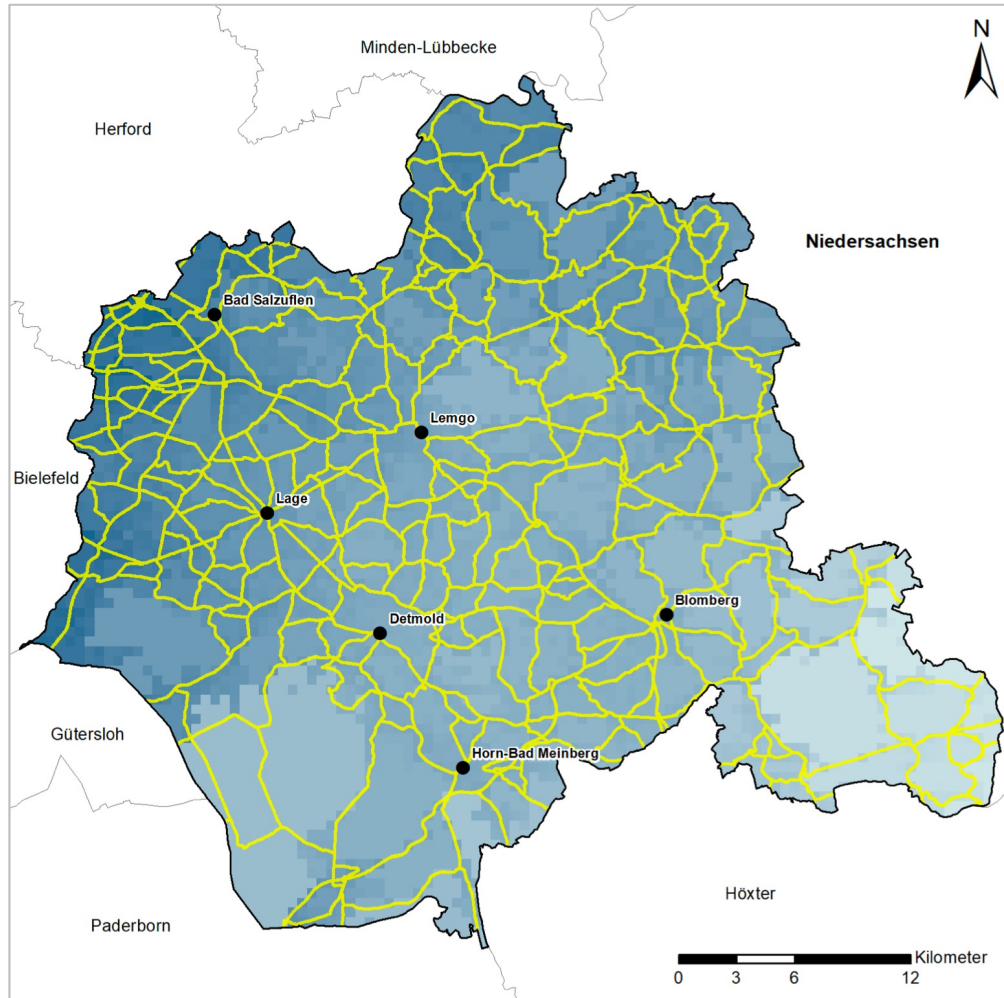 Minden-Lübbecke
N
Herford
Niedersachsen
Bad Salzuflen
Lemgo
Bielefeld
Lage
Blomberg
Detmold
Gütersloh
Horn-Bad Meinberg
Höxter
Paderborn
Kilometer
0 3 6 12